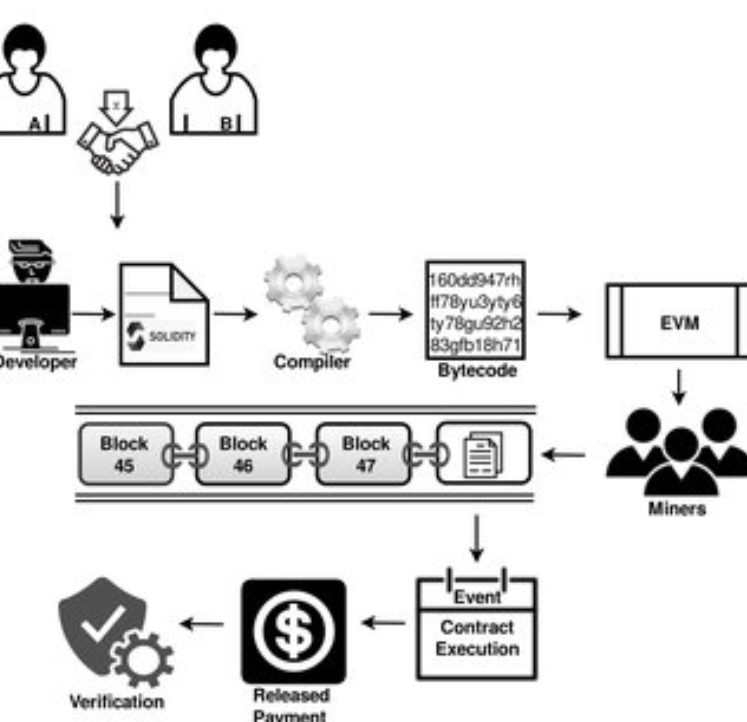 A
B
x
SOLIDITY
160dd947rh
ff78yu3yty6
ty78gu92h2
83gfb18h71
EVM
Developer
Compiler
Bytecode
Block
45
Block
46
Block
47
Miners
Event
Contract
Execution
Verification
Released
Payment